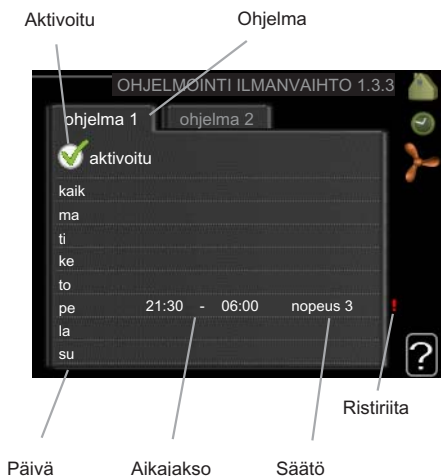 Aktivoitu Ohjelma
OHJELMOINTI ILMANVAIHTO 1.3.3
ohjelma 1 ohjelma 2
aktivoitu
kaik
ma
ti
ke
to
pe 21:30 - 06:00 nopeus 3 !
la
su
?
Ristiriita
Päivä Aikajakso Säätö